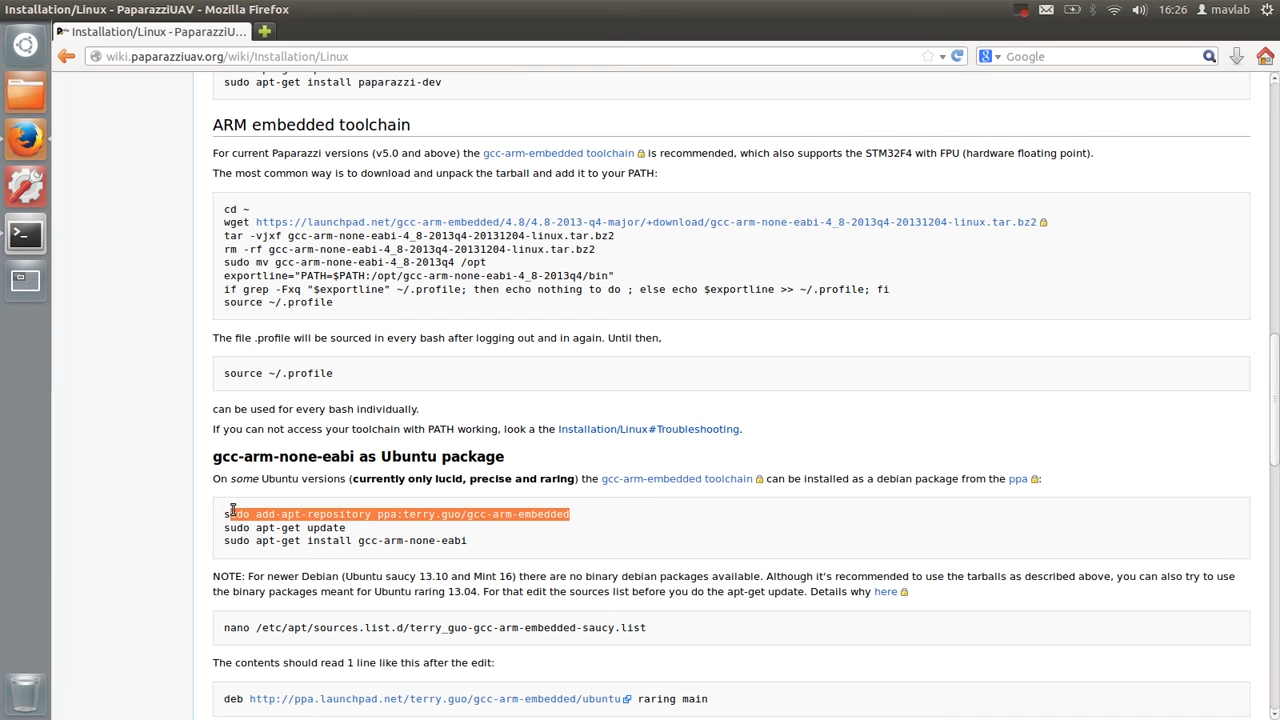 Installation/Linux - PaparazziUAV - Mozilla Firefox
16:26
mavlab
Installation/Linux - PaparazziU...
wiki.paparazziuav.org/wiki/Installation/Linux
Google
sudo apt-get install paparazzi-dev
ARM embedded toolchain
For current Paparazzi versions (v5.0 and above) the gcc-arm-embedded toolchain is recommended, which also supports the STM32F4 with FPU (hardware floating point).
The most common way is to download and unpack the tarball and add it to your PATH:
cd ~
wget https://launchpad.net/gcc-arm-embedded/4.8/4.8-2013-q4-major/+download/gcc-arm-none-eabi-4_8-2013q4-20131204-linux.tar.bz2
tar -vjxf gcc-arm-none-eabi-4_8-2013q4-20131204-linux.tar.bz2
rm -rf gcc-arm-none-eabi-4_8-2013q4-20131204-linux.tar.bz2
sudo mv gcc-arm-none-eabi-4_8-2013q4 /opt
exportline="PATH=$PATH:/opt/gcc-arm-none-eabi-4_8-2013q4/bin"
if grep -Fxq "$exportline" ~/.profile; then echo nothing to do ; else echo $exportline >> ~/.profile; fi
source ~/.profile
The file .profile will be sourced in every bash after logging out and in again. Until then,
source ~/.profile
can be used for every bash individually.
If you can not access your toolchain with PATH working, look a the Installation/Linux#Troubleshooting.
gcc-arm-none-eabi as Ubuntu package
On some Ubuntu versions (currently only lucid, precise and raring) the gcc-arm-embedded toolchain can be installed as a debian package from the ppa:
sudo add-apt-repository ppa:terry.guo/gcc-arm-embedded
sudo apt-get update
sudo apt-get install gcc-arm-none-eabi
NOTE: For newer Debian (Ubuntu saucy 13.10 and Mint 16) there are no binary debian packages available. Although it's recommended to use the tarballs as described above, you can also try to use
the binary packages meant for Ubuntu raring 13.04. For that edit the sources list before you do the apt-get update. Details why here
nano /etc/apt/sources.list.d/terry_guo-gcc-arm-embedded-saucy.list
The contents should read 1 line like this after the edit:
deb http://ppa.launchpad.net/terry.guo/gcc-arm-embedded/ubuntu raring main